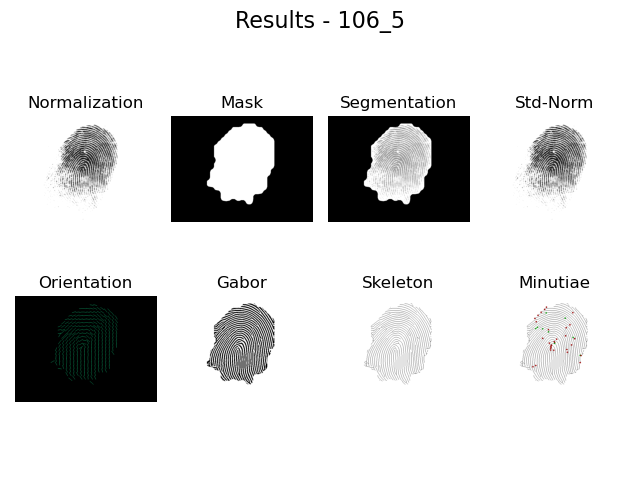 Results - 106_5
Normalization
Mask
Segmentation
Std-Norm
Orientation
Gabor
Skeleton
Minutiae